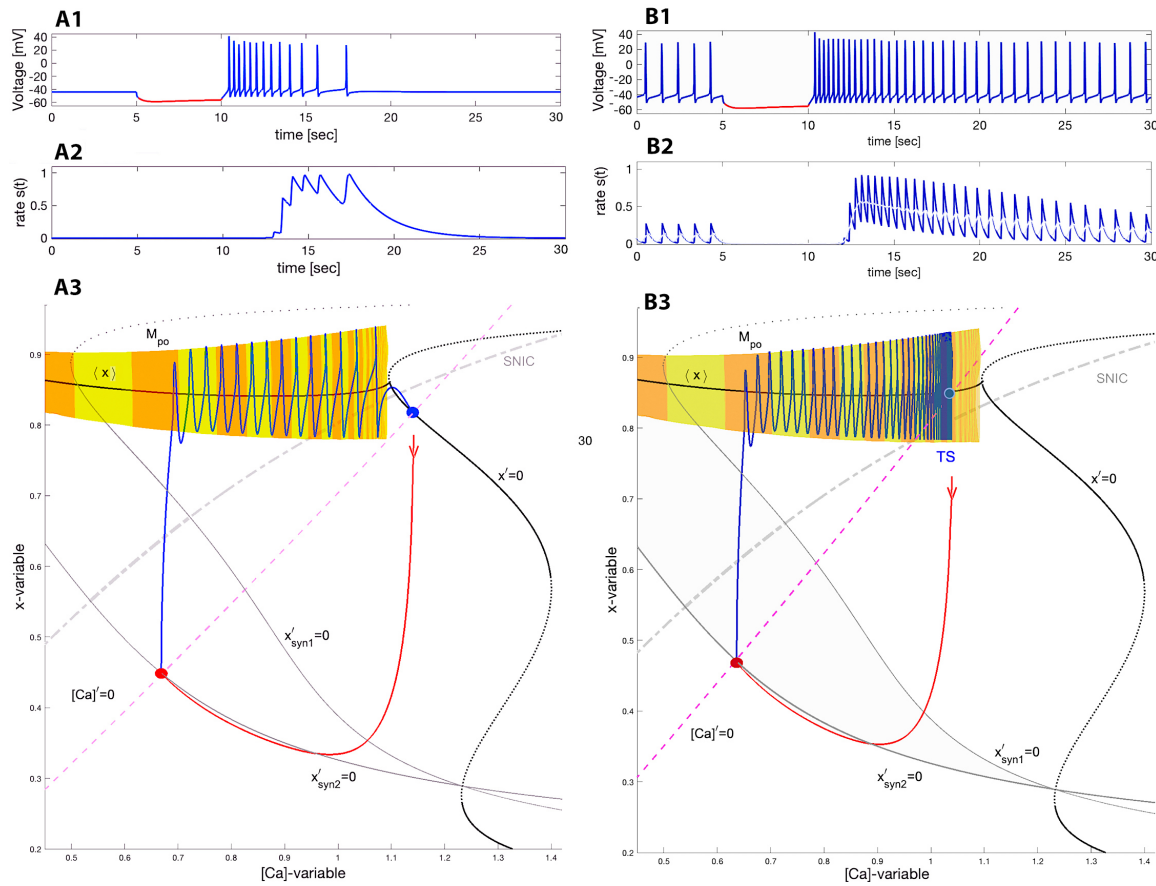 A1
Voltage [mV]
40
20
0
-20
-40
-60
0 5 10 15 20 25 30
time [sec]
A2
rate s(t)
1
0.5
0
0 5 10 15 20 25 30
time [sec]
A3
x-variable
0.9
0.8
0.7
0.6
0.5
0.4
0.3
0.2
M po
⟨x⟩
SNIC
x'=0
x'syn1=0
[Ca]'=0
x'syn2=0
0.5 0.6 0.7 0.8 0.9 1 1.1 1.2 1.3 1.4
[Ca]-variable
B1
Voltage [mV]
40
20
0
-20
-40
-60
0 5 10 15 20 25 30
time [sec]
B2
rate s(t)
1
0.5
0
0 5 10 15 20 25 30
time [sec]
30
B3
x-variable
0.9
0.8
0.7
0.6
0.5
0.4
0.3
0.2
M po
⟨x⟩
SNIC
TS
x'=0
[Ca]'=0
x'syn1=0
x'syn2=0
0.5 0.6 0.7 0.8 0.9 1 1.1 1.2 1.3 1.4
[Ca]-variable